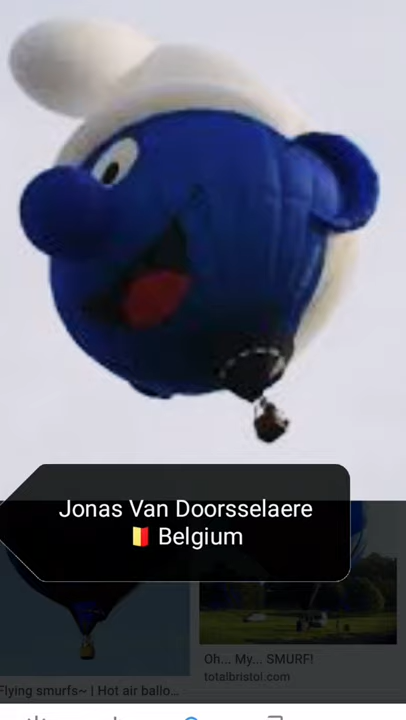 Jonas Van Doorsselaere
Belgium
Oh... My... SMURF!
totalbristol.com
Flying smurfs~ | Hot air ballo...